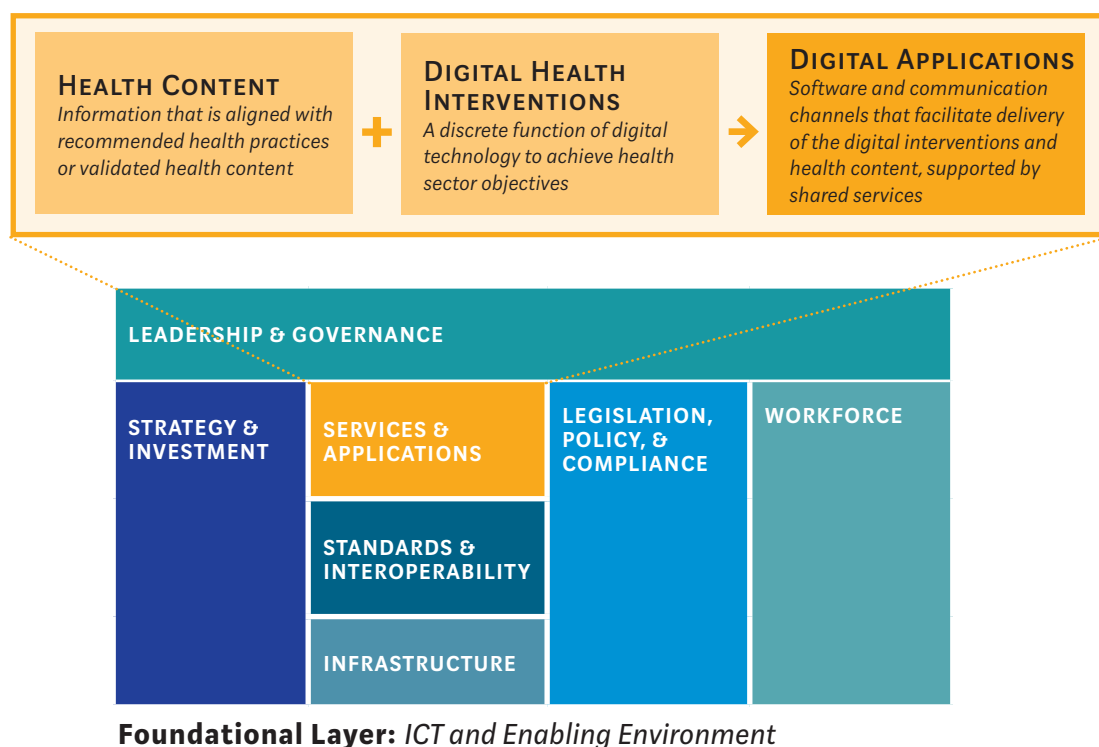 HEALTH CONTENT
Information that is aligned with
recommended health practices
or validated health content
+
DIGITAL HEALTH
INTERVENTIONS
A discrete function of digital
technology to achieve health
sector objectives
DIGITAL APPLICATIONS
Software and communication
channels that facilitate delivery
of the digital interventions and
health content, supported by
shared services
LEADERSHIP & GOVERNANCE
STRATEGY &
INVESTMENT
SERVICES &
APPLICATIONS
STANDARDS &
INTEROPERABILITY
INFRASTRUCTURE
LEGISLATION,
POLICY, &
COMPLIANCE
WORKFORCE
Foundational Layer: ICT and Enabling Environment